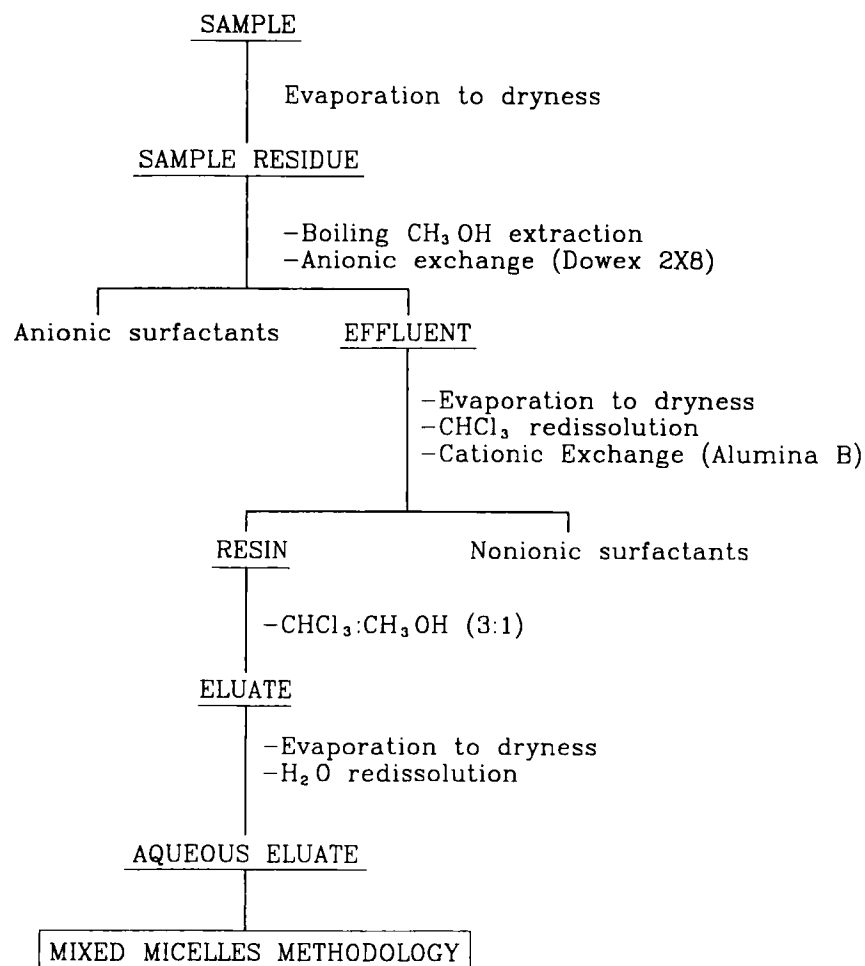 SAMPLE
Evaporation to dryness
SAMPLE RESIDUE
-Boiling CH₃OH extraction
-Anionic exchange (Dowex 2X8)
Anionic surfactants
EFFLUENT
-Evaporation to dryness
-CHCl₃ redissolution
-Cationic Exchange (Alumina B)
RESIN
Nonionic surfactants
-CHCl₃:CH₃OH (3:1)
ELUATE
-Evaporation to dryness
-H₂O redissolution
AQUEOUS ELUATE
MIXED MICELLES METHODOLOGY